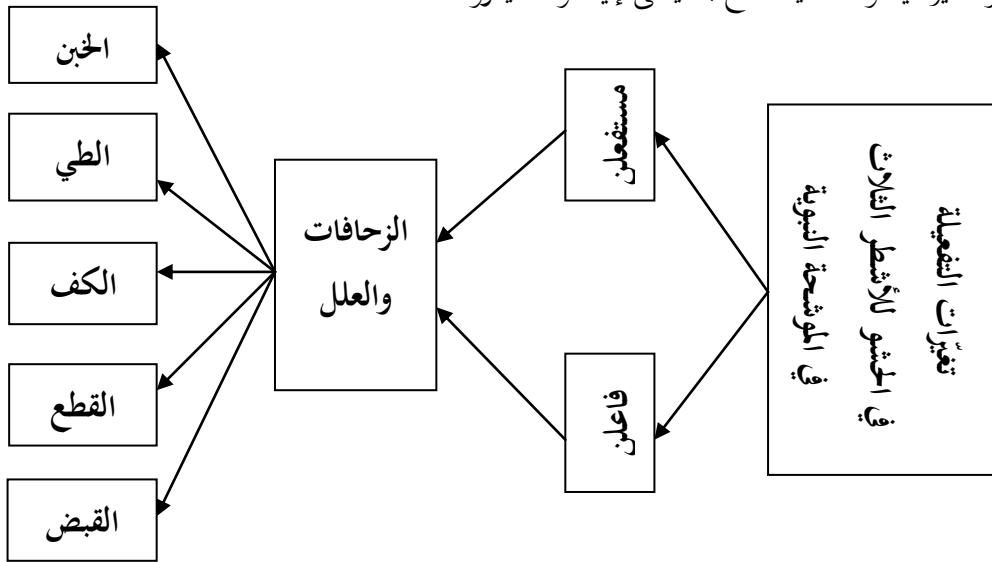 تغيّرات التفعيلة
في الحشو للأشطر الثلاث
في الموشحة النبوية
مستفعلن
فاعلن
الزحافات
والعلل
الخبن
الطي
الكف
القطع
القبض